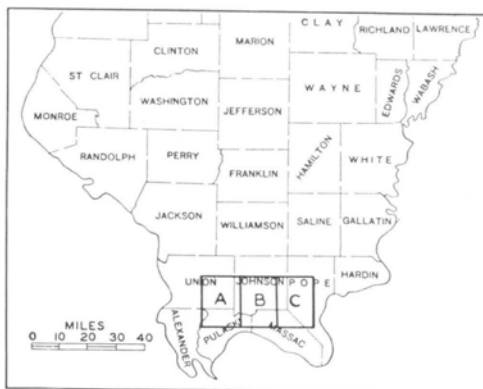 CLAY RICHLAND LAWRENCE
CLINTON MARION
ST CLAIR WAYNE EDWARDS WABASH
WASHINGTON JEFFERSON
MONROE
RANDOLPH PERRY HAMILTON WHITE
FRANKLIN
JACKSON WILLIAMSON SALINE GALLATIN
UNION JOHNSON POPE HARDIN
A B C
ALEXANDER PULASKI MASSAC
MILES
0 10 20 30 40